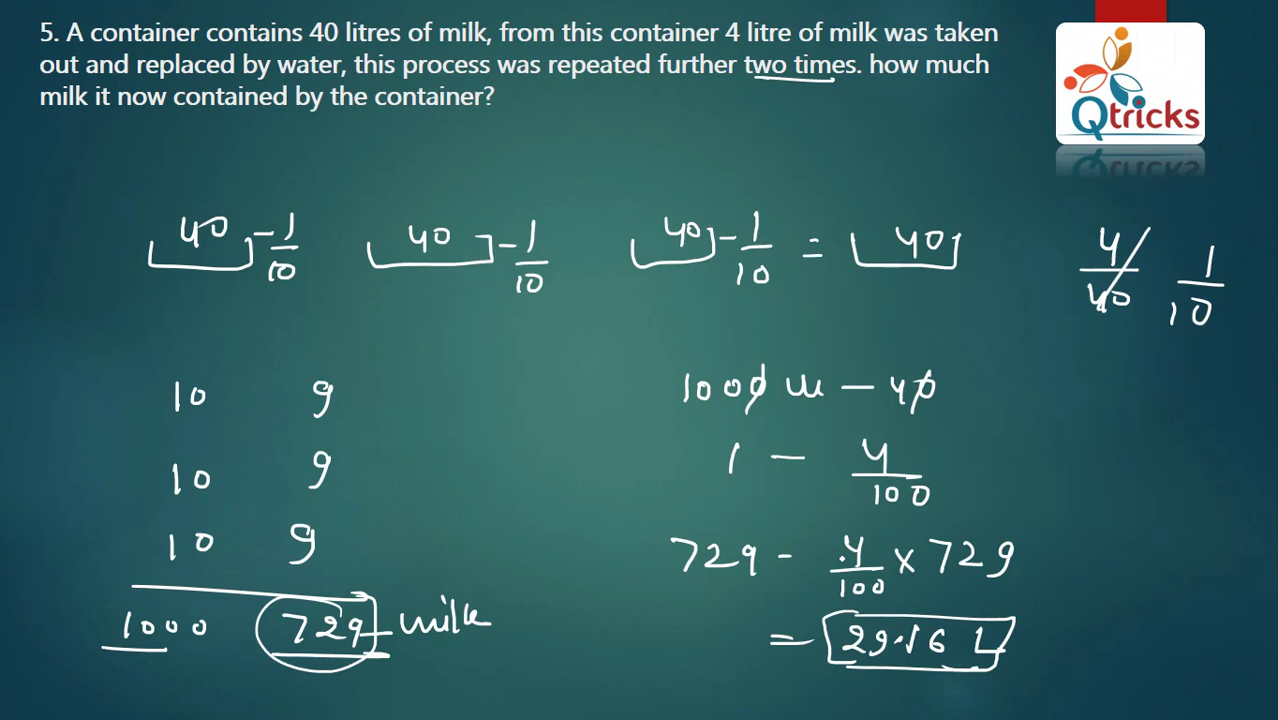 5. A container contains 40 litres of milk, from this container 4 litre of milk was taken
out and replaced by water, this process was repeated further two times. how much
milk it now contained by the container?
Qtricks
40 - 1/10 40 - 1/10 40 - 1/10 = 40
4/40 1/10
10 9
10 9
10 9
1000 729 milk
1000 un - 40
1 - 4/100
729 - 4/100 x 729
= 29.16 L